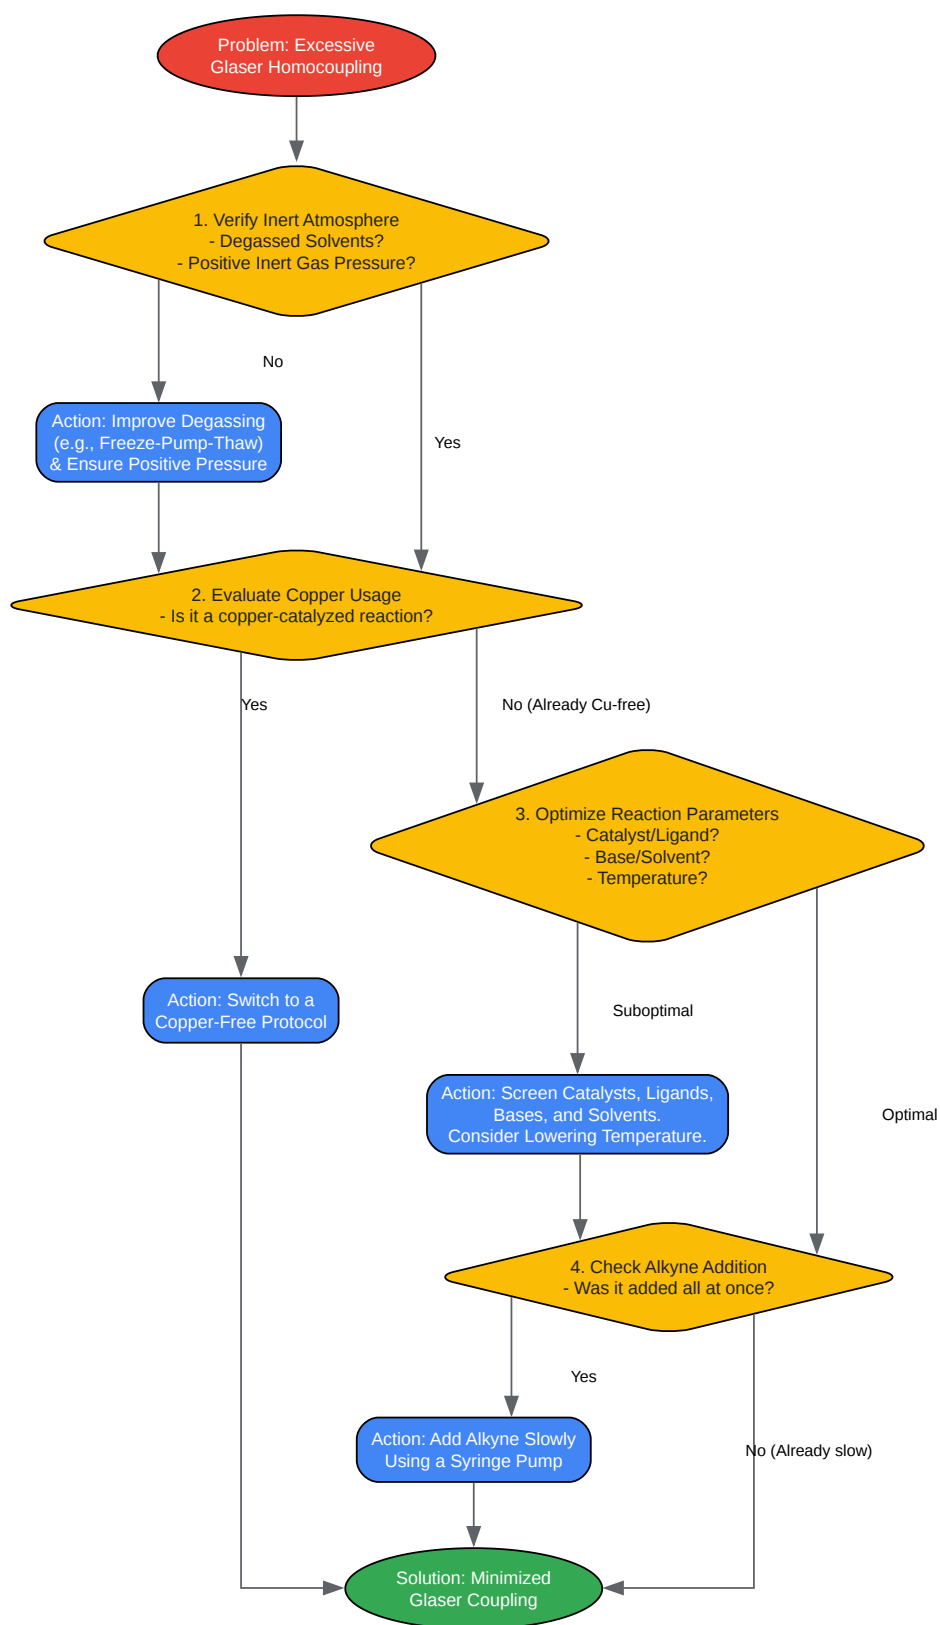 Problem: Excessive
Glaser Homocoupling
1. Verify Inert Atmosphere
- Degassed Solvents?
- Positive Inert Gas Pressure?
No
Action: Improve Degassing
(e.g., Freeze-Pump-Thaw)
& Ensure Positive Pressure
Yes
2. Evaluate Copper Usage
- Is it a copper-catalyzed reaction?
Yes
No (Already Cu-free)
3. Optimize Reaction Parameters
- Catalyst/Ligand?
- Base/Solvent?
- Temperature?
Action: Switch to a
Copper-Free Protocol
Suboptimal
Action: Screen Catalysts, Ligands,
Bases, and Solvents.
Consider Lowering Temperature.
Optimal
4. Check Alkyne Addition
- Was it added all at once?
Yes
Action: Add Alkyne Slowly
Using a Syringe Pump
No (Already slow)
Solution: Minimized
Glaser Coupling